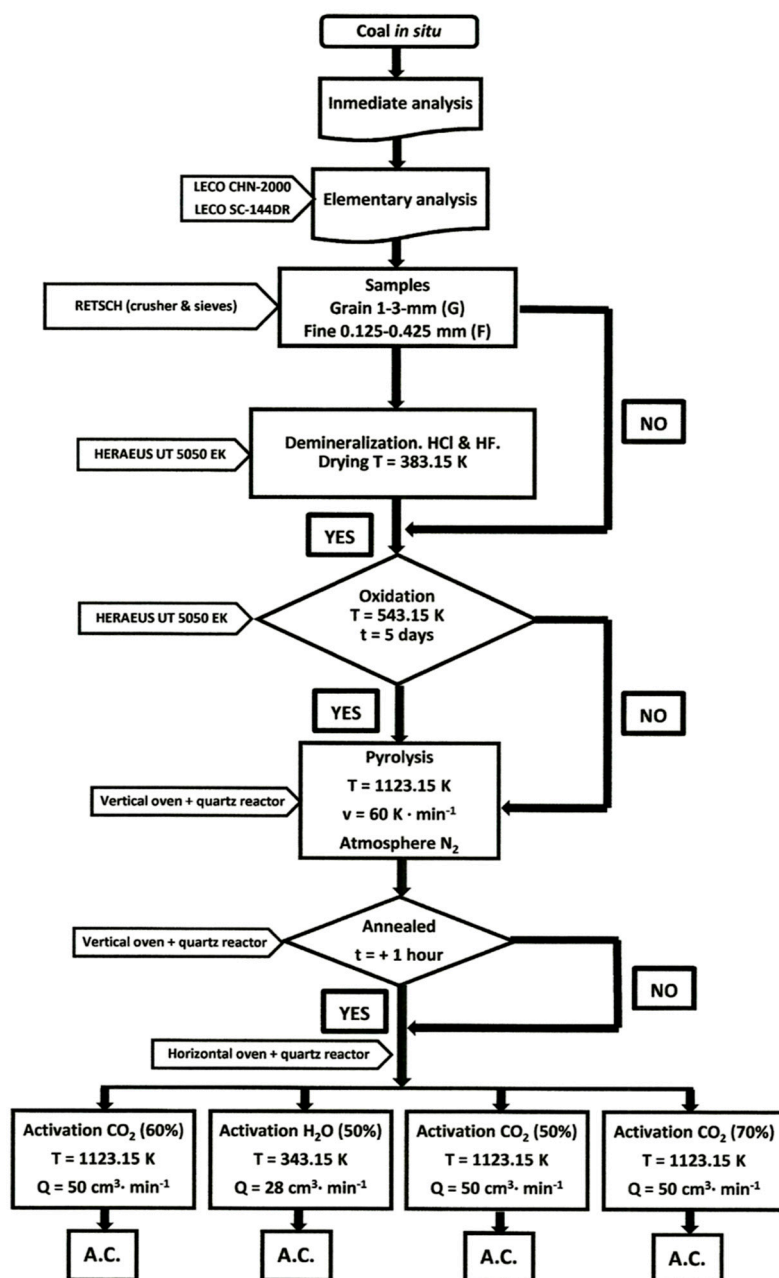 Coal in situ
Inmediate analysis
LECO CHN-2000
LECO SC-144DR
Elementary analysis
RETSCH (crusher & sieves)
Samples
Grain 1-3-mm (G)
Fine 0.125-0.425 mm (F)
NO
HERAEUS UT 5050 EK
Demineralization. HCl & HF.
Drying T = 383.15 K
YES
HERAEUS UT 5050 EK
Oxidation
T = 543.15 K
t = 5 days
YES
NO
Vertical oven + quartz reactor
Pyrolysis
T = 1123.15 K
v = 60 K · min⁻¹
Atmosphere N₂
Vertical oven + quartz reactor
Annealed
t = + 1 hour
YES
NO
Horizontal oven + quartz reactor
Activation CO₂ (60%)
T = 1123.15 K
Q = 50 cm³· min⁻¹
Activation H₂O (50%)
T = 343.15 K
Q = 28 cm³· min⁻¹
Activation CO₂ (50%)
T = 1123.15 K
Q = 50 cm³· min⁻¹
Activation CO₂ (70%)
T = 1123.15 K
Q = 50 cm³· min⁻¹
A.C.
A.C.
A.C.
A.C.